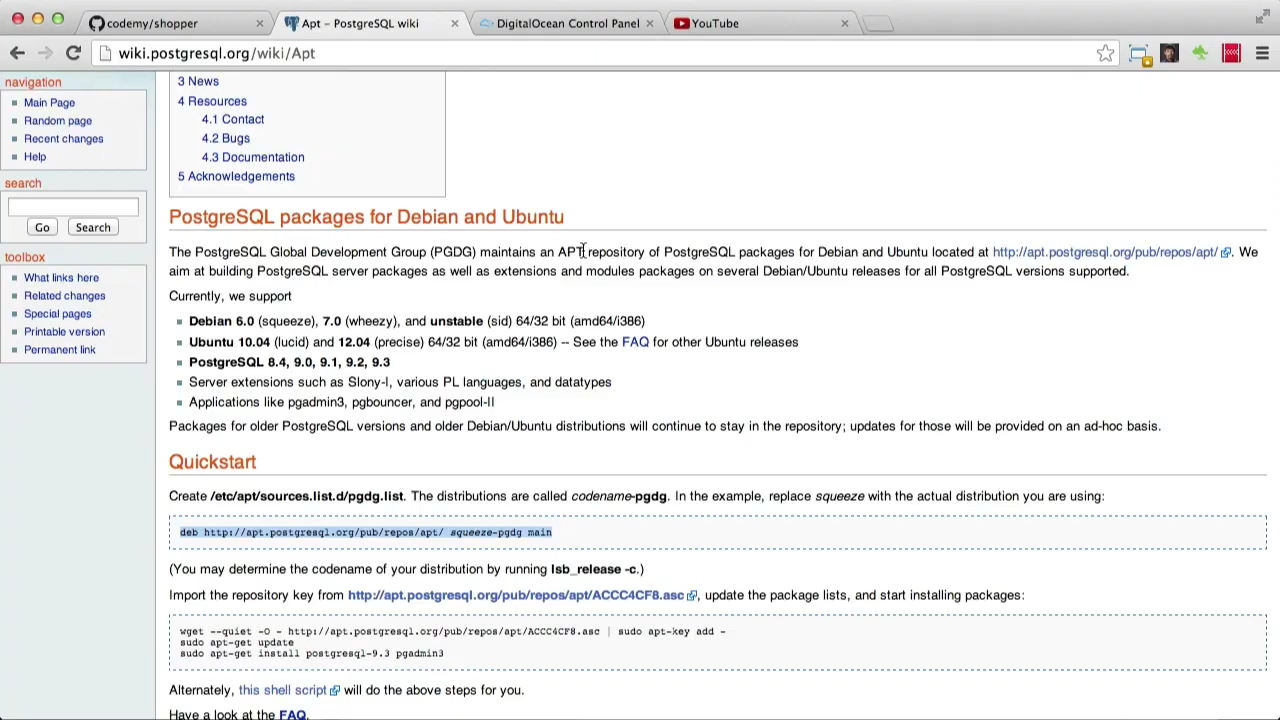 codemy/shopper
Apt – PostgreSQL wiki
DigitalOcean Control Panel
YouTube
wiki.postgresql.org/wiki/Apt
navigation
Main Page
Random page
Recent changes
Help
search
Go
Search
toolbox
What links here
Related changes
Special pages
Printable version
Permanent link
3 News
4 Resources
4.1 Contact
4.2 Bugs
4.3 Documentation
5 Acknowledgements
PostgreSQL packages for Debian and Ubuntu
The PostgreSQL Global Development Group (PGDG) maintains an APT repository of PostgreSQL packages for Debian and Ubuntu located at http://apt.postgresql.org/pub/repos/apt/. We
aim at building PostgreSQL server packages as well as extensions and modules packages on several Debian/Ubuntu releases for all PostgreSQL versions supported.
Currently, we support
Debian 6.0 (squeeze), 7.0 (wheezy), and unstable (sid) 64/32 bit (amd64/i386)
Ubuntu 10.04 (lucid) and 12.04 (precise) 64/32 bit (amd64/i386) -- See the FAQ for other Ubuntu releases
PostgreSQL 8.4, 9.0, 9.1, 9.2, 9.3
Server extensions such as Slony-I, various PL languages, and datatypes
Applications like pgadmin3, pgbouncer, and pgpool-II
Packages for older PostgreSQL versions and older Debian/Ubuntu distributions will continue to stay in the repository; updates for those will be provided on an ad-hoc basis.
Quickstart
Create /etc/apt/sources.list.d/pgdg.list. The distributions are called codename-pgdg. In the example, replace squeeze with the actual distribution you are using:
deb http://apt.postgresql.org/pub/repos/apt/ squeeze-pgdg main
(You may determine the codename of your distribution by running lsb_release -c.)
Import the repository key from http://apt.postgresql.org/pub/repos/apt/ACCC4CF8.asc, update the package lists, and start installing packages:
wget --quiet -O - http://apt.postgresql.org/pub/repos/apt/ACCC4CF8.asc | sudo apt-key add -
sudo apt-get update
sudo apt-get install postgresql-9.3 pgadmin3
Alternately, this shell script will do the above steps for you.
Have a look at the FAQ.